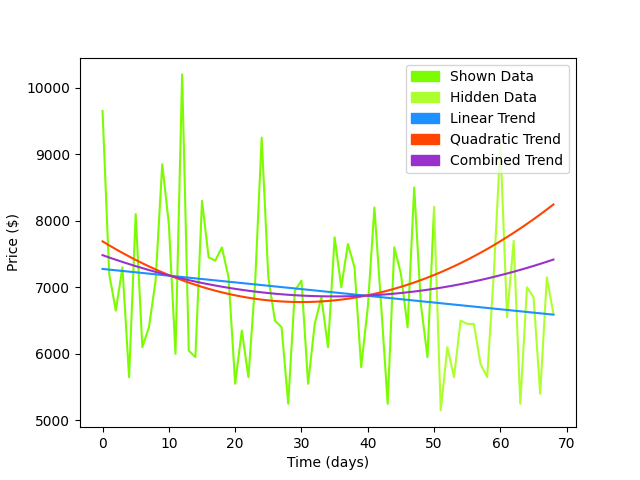 Shown Data
Hidden Data
Linear Trend
Quadratic Trend
Combined Trend
10000
9000
8000
7000
6000
5000
Price ($)
0 10 20 30 40 50 60 70
Time (days)